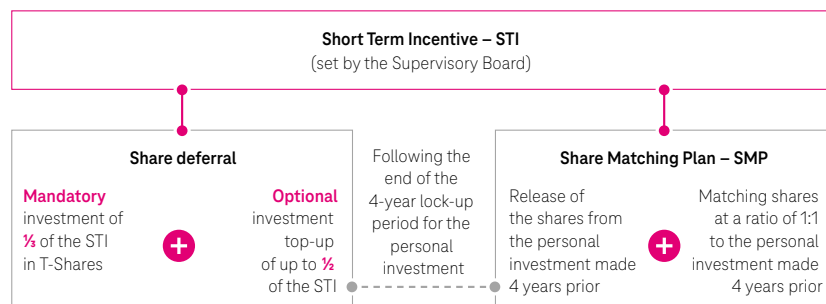 Short Term Incentive – STI
(set by the Supervisory Board)
Share deferral
Mandatory
investment of
⅓ of the STI
in T-Shares
+
Optional
investment
top-up
of up to ½
of the STI
Following the
end of the
4-year lock-up
period for the
personal
investment
Share Matching Plan – SMP
Release of
the shares from
the personal
investment made
4 years prior
+
Matching shares
at a ratio of 1:1
to the personal
investment made
4 years prior